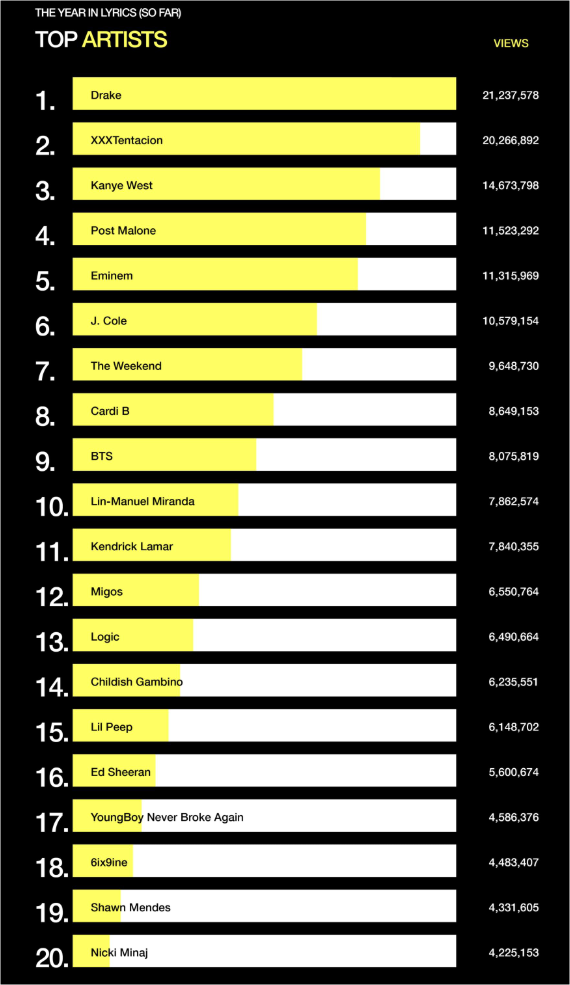 THE YEAR IN LYRICS (SO FAR)
TOP ARTISTS VIEWS
1. Drake 21,237,578
2. XXXTentacion 20,266,892
3. Kanye West 14,673,798
4. Post Malone 11,523,292
5. Eminem 11,315,969
6. J. Cole 10,579,154
7. The Weekend 9,648,730
8. Cardi B 8,649,153
9. BTS 8,075,819
10. Lin-Manuel Miranda 7,862,574
11. Kendrick Lamar 7,840,355
12. Migos 6,550,764
13. Logic 6,490,664
14. Childish Gambino 6,235,551
15. Lil Peep 6,148,702
16. Ed Sheeran 5,600,674
17. YoungBoy Never Broke Again 4,586,376
18. 6ix9ine 4,483,407
19. Shawn Mendes 4,331,605
20. Nicki Minaj 4,225,153